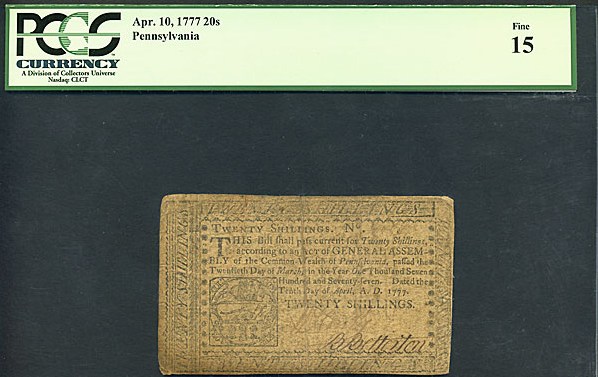 PCGS
CURRENCY
A Division of Collectors Universe
Nasdaq: CLCT
Apr. 10, 1777 20s
Pennsylvania
Fine
15
TWENTY SHILLINGS. No.
THIS Bill shall pass current for Twenty Shillings,
according to an Act of GENERAL ASSEM-
BLY of the Common-Wealth of Pennsylvania, passed the
Twentieth Day of March, in the Year One Thousand Seven
Hundred and Seventy-seven. Dated the
Tenth Day of April, A. D. 1777.
TWENTY SHILLINGS.